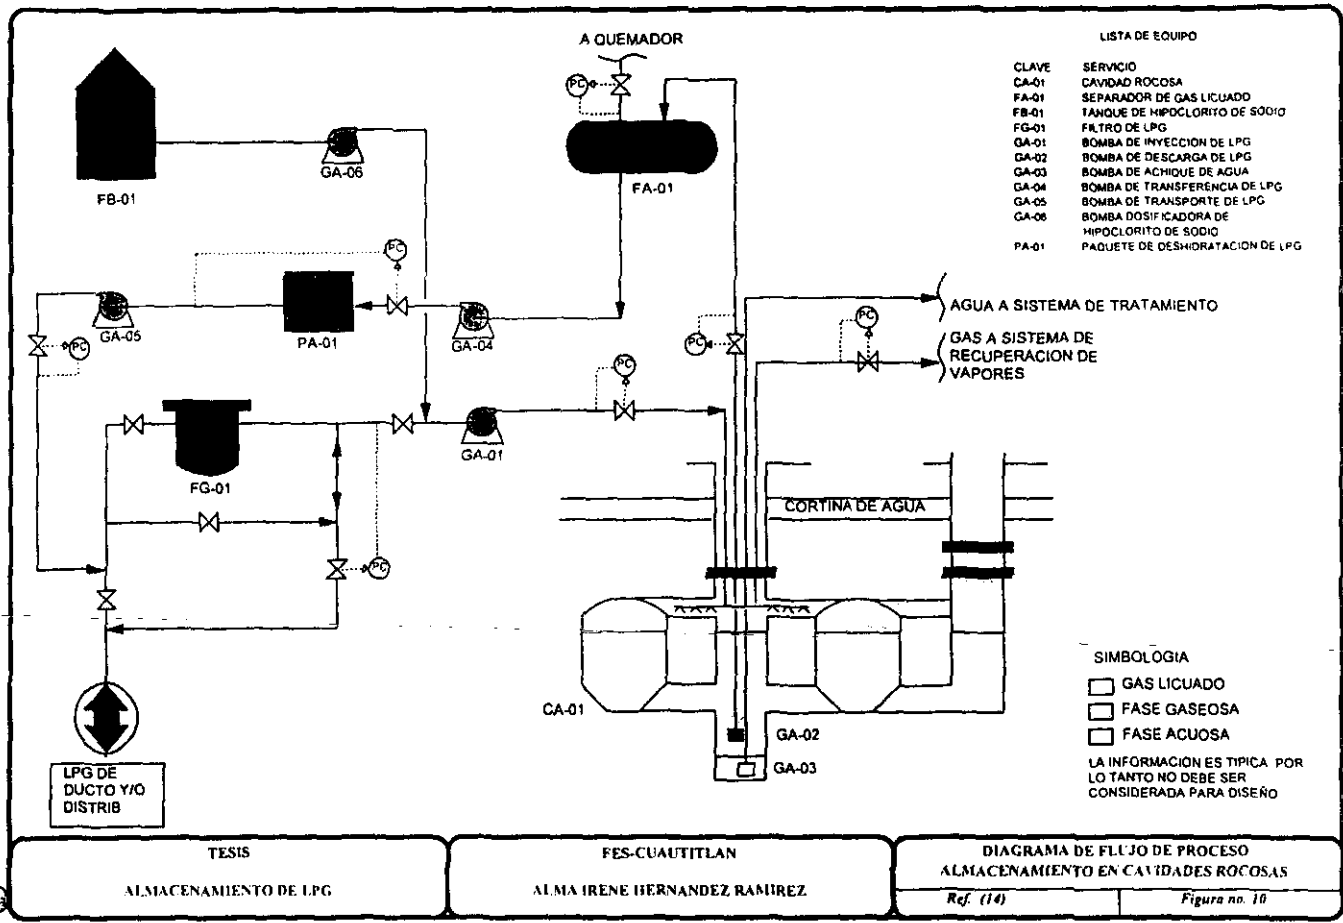 A QUEMADOR
PC
FB-01
GA-06
FA-01
LISTA DE EQUIPO
CLAVE SERVICIO
CA-01 CAVIDAD ROCOSA
FA-01 SEPARADOR DE GAS LICUADO
FB-01 TANQUE DE HIPOCLORITO DE SODIO
FG-01 FILTRO DE LPG
GA-01 BOMBA DE INYECCION DE LPG
GA-02 BOMBA DE DESCARGA DE LPG
GA-03 BOMBA DE ACHIQUE DE AGUA
GA-04 BOMBA DE TRANSFERENCIA DE LPG
GA-05 BOMBA DE TRANSPORTE DE LPG
GA-06 BOMBA DOSIFICADORA DE
HIPOCLORITO DE SODIO
PA-01 PAQUETE DE DESHIDRATACION DE LPG
PC
GA-05
PA-01
GA-04
PC
PC
PC
AGUA A SISTEMA DE TRATAMIENTO
GAS A SISTEMA DE
RECUPERACION DE
VAPORES
PC
FG-01
GA-01
CORTINA DE AGUA
PC
CA-01
GA-02
GA-03
SIMBOLOGIA
GAS LICUADO
FASE GASEOSA
FASE ACUOSA
LA INFORMACION ES TIPICA POR
LO TANTO NO DEBE SER
CONSIDERADA PARA DISEÑO
LPG DE
DUCTO Y/O
DISTRIB
TESIS
ALMACENAMIENTO DE LPG
FES-CUAUTITLAN
ALMA IRENE HERNANDEZ RAMIREZ
DIAGRAMA DE FLUJO DE PROCESO
ALMACENAMIENTO EN CAVIDADES ROCOSAS
Ref. (14) Figura no. 10